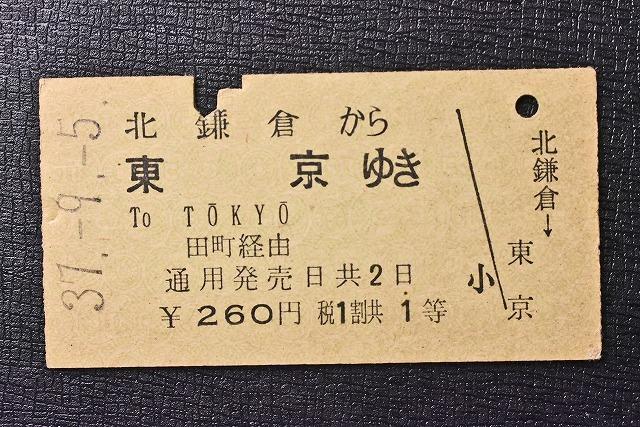 37.-9.-5.
北鎌倉から
東京ゆき
To TŌKYŌ
田町経由
通用発売日共2日
￥260円 税1割共 1等
小
北鎌倉→
東京